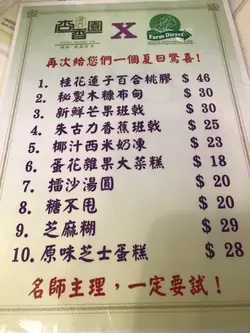 杏香園 X Farm Direct
再次給您們一個夏日驚喜!
1. 桂花蓮子百合桃膠 $ 46
2. 秘製木糠布甸 $ 30
3. 新鮮芒果班戟 $ 30
4. 朱古力香蕉班戟 $ 25
5. 椰汁西米奶凍 $ 23
6. 蛋花雜果大菜糕 $ 18
7. 擂沙湯圓 $ 20
8. 糖不甩 $ 20
9. 芝麻糊 $ 29
10. 原味芝士蛋糕 $ 28
名師主理,一定要試!